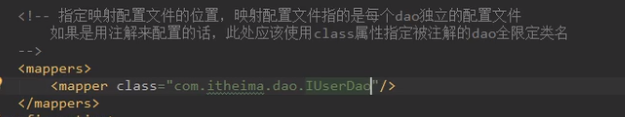 <!-- 指定映射配置文件的位置，映射配置文件指的是每个dao独立的配置文件
如果是用注解来配置的话，此处应该使用class属性指定被注解的dao全限定类名
-->
<mappers>
<mapper class="com.itheima.dao.IUserDao"/>
</mappers>